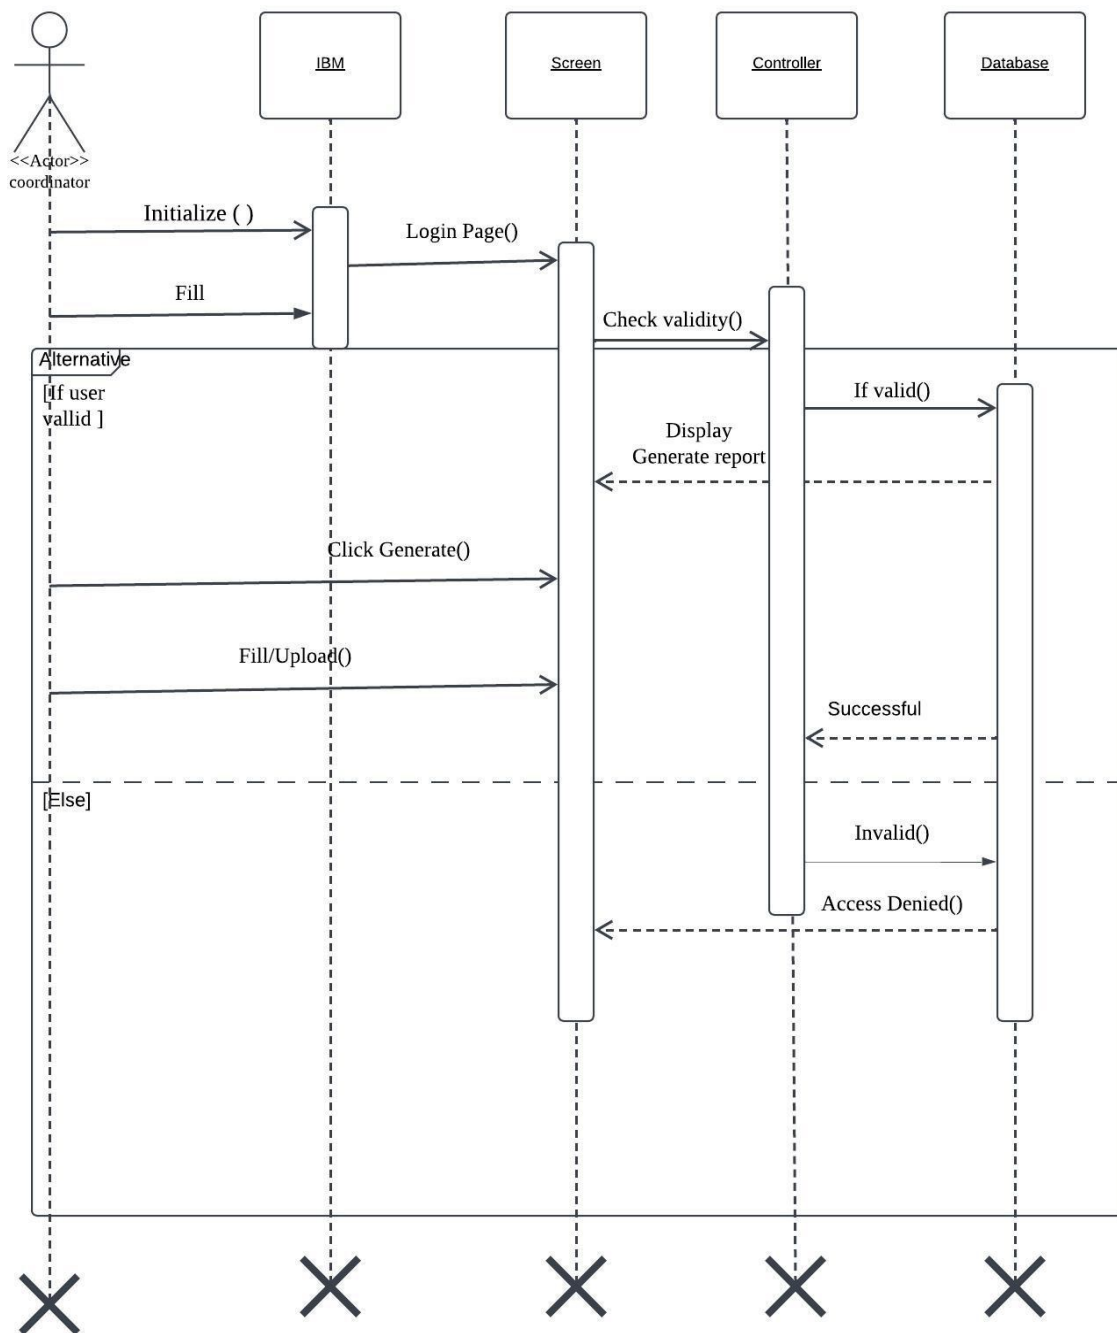 IBM
Screen
Controller
Database
<<Actor>>
coordinator
Initialize ( )
Login Page()
Fill
Check validity()
Alternative
[If user
vallid ]
If valid()
Display
Generate report
Click Generate()
Fill/Upload()
Successful
[Else]
Invalid()
Access Denied()